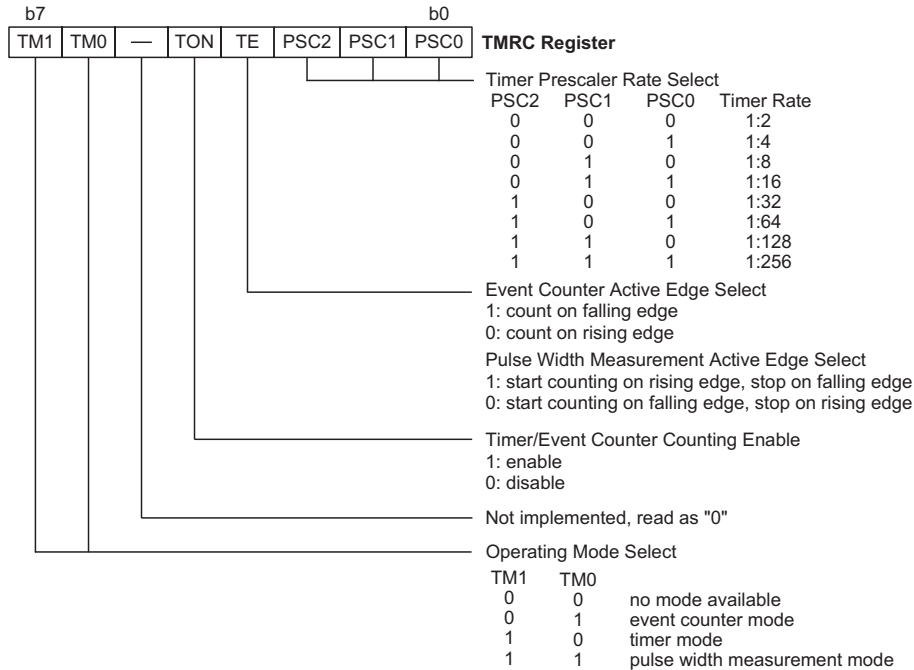 b7 b0
TM1 TM0 — TON TE PSC2 PSC1 PSC0 TMRC Register
Timer Prescaler Rate Select
PSC2 PSC1 PSC0 Timer Rate
0 0 0 1:2
0 0 1 1:4
0 1 0 1:8
0 1 1 1:16
1 0 0 1:32
1 0 1 1:64
1 1 0 1:128
1 1 1 1:256
Event Counter Active Edge Select
1: count on falling edge
0: count on rising edge
Pulse Width Measurement Active Edge Select
1: start counting on rising edge, stop on falling edge
0: start counting on falling edge, stop on rising edge
Timer/Event Counter Counting Enable
1: enable
0: disable
Not implemented, read as "0"
Operating Mode Select
TM1 TM0
0 0 no mode available
0 1 event counter mode
1 0 timer mode
1 1 pulse width measurement mode